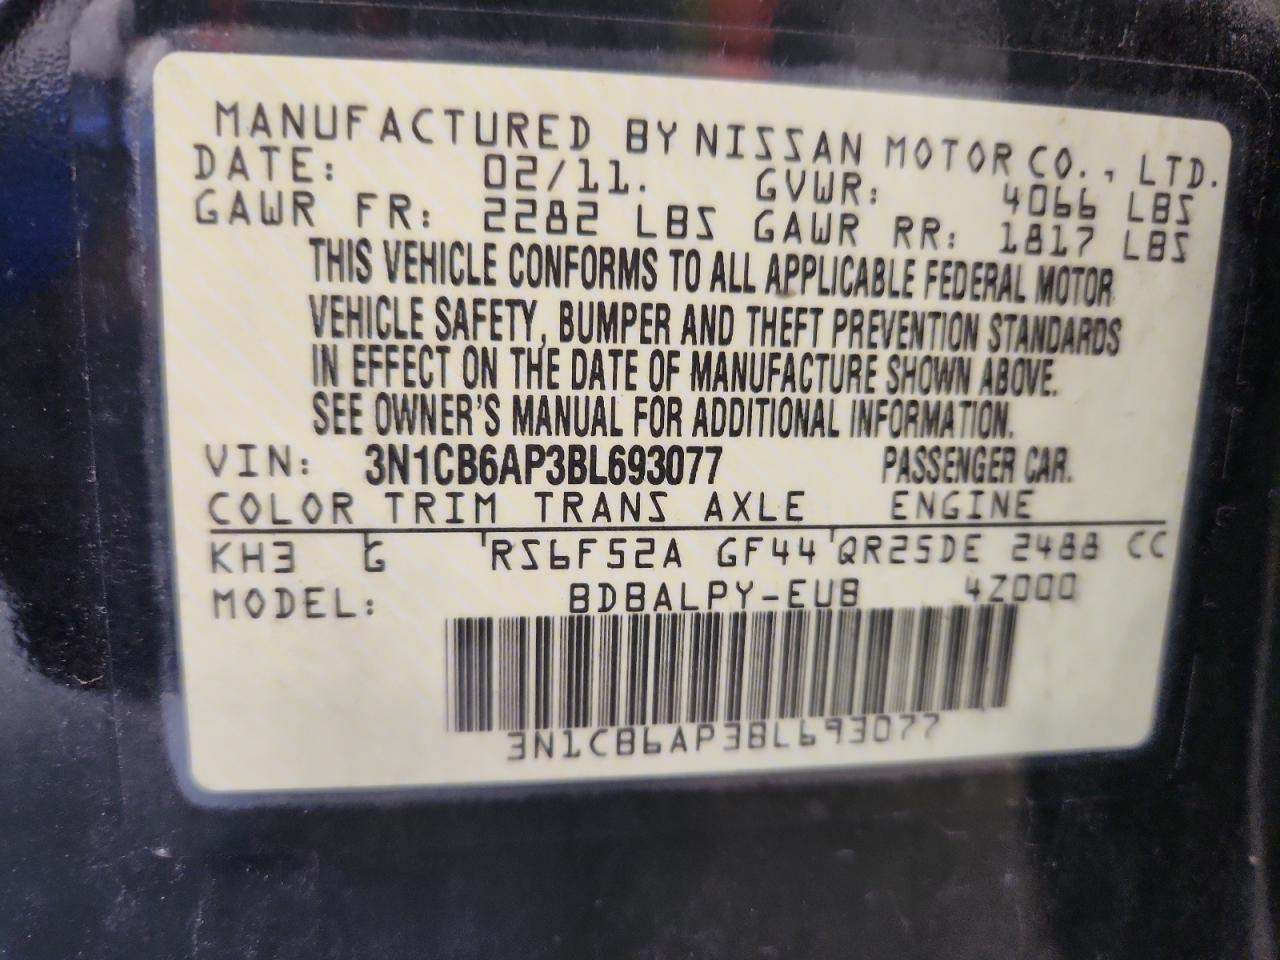 MANUFACTURED BY NISSAN MOTOR CO., LTD.
DATE: 02/11. GVWR: 4066 LBS
GAWR FR: 2282 LBS GAWR RR: 1817 LBS
THIS VEHICLE CONFORMS TO ALL APPLICABLE FEDERAL MOTOR
VEHICLE SAFETY, BUMPER AND THEFT PREVENTION STANDARDS
IN EFFECT ON THE DATE OF MANUFACTURE SHOWN ABOVE.
SEE OWNER'S MANUAL FOR ADDITIONAL INFORMATION.
VIN: 3N1CB6AP3BL693077 PASSENGER CAR.
COLOR TRIM TRANS AXLE ENGINE
KH3 G RS6F52A GF44 QR25DE 2488 CC
MODEL: BDBALPY-EUB 4Z000
3N1CB6AP3BL693077